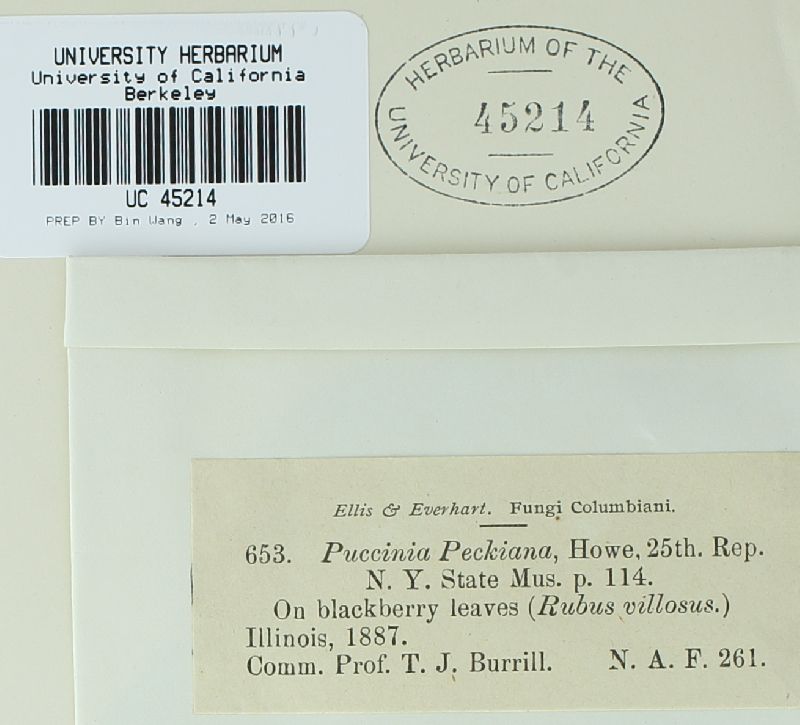 UNIVERSITY HERBARIUM
University of California
Berkeley
UC 45214
PREP BY Bin Wang , 2 May 2016
HERBARIUM OF THE
45214
UNIVERSITY OF CALIFORNIA
Ellis & Everhart. Fungi Columbiani.
653. Puccinia Peckiana, Howe, 25th. Rep.
N. Y. State Mus. p. 114.
On blackberry leaves (Rubus villosus.)
Illinois, 1887.
Comm. Prof. T. J. Burrill. N. A. F. 261.